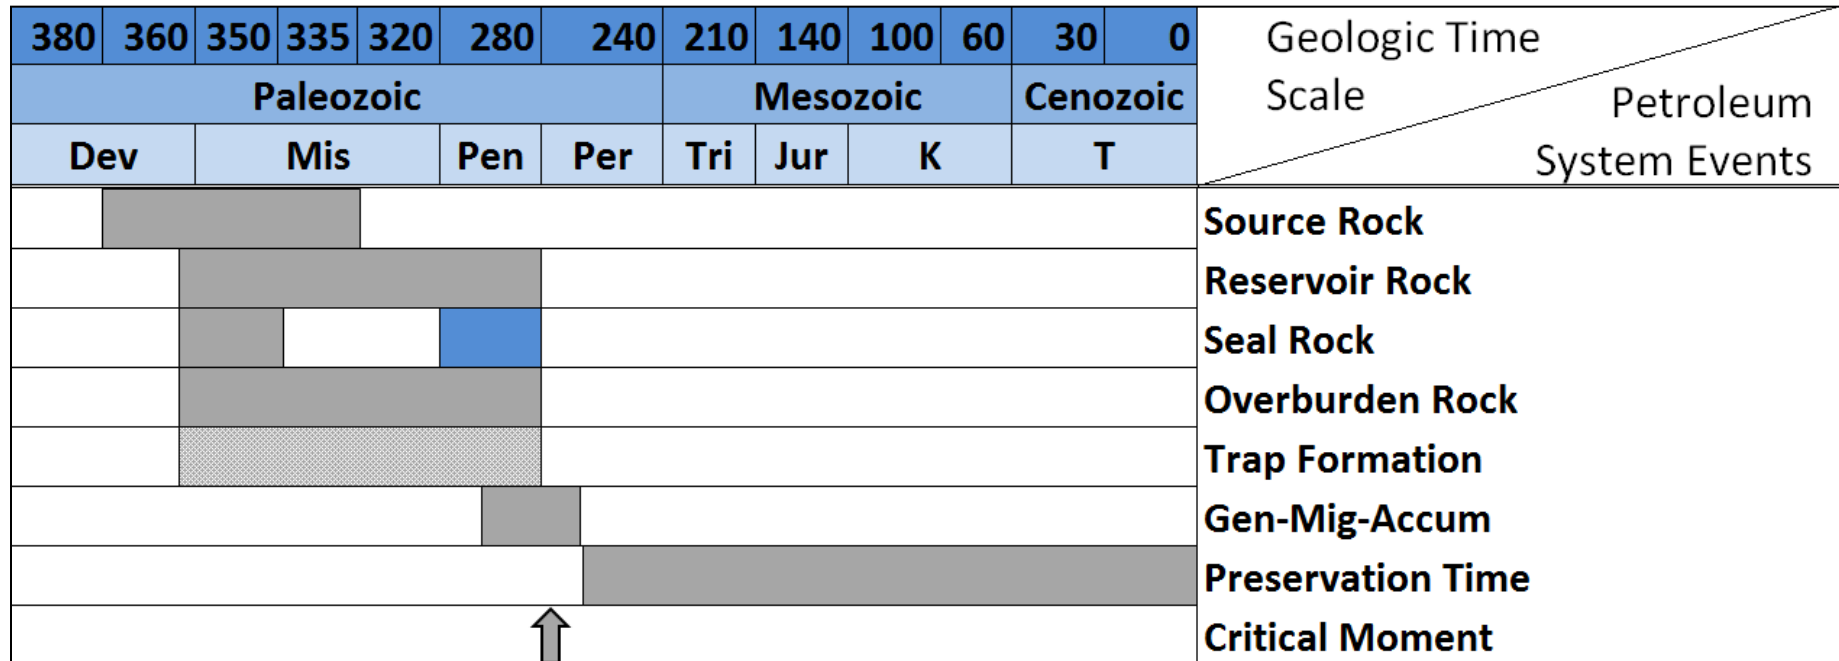 380 360 350 335 320 280 240 210 140 100 60 30 0
Geologic Time
Scale
Petroleum
System Events
Paleozoic Mesozoic Cenozoic
Dev Mis Pen Per Tri Jur K T
Source Rock
Reservoir Rock
Seal Rock
Overburden Rock
Trap Formation
Gen-Mig-Accum
Preservation Time
Critical Moment